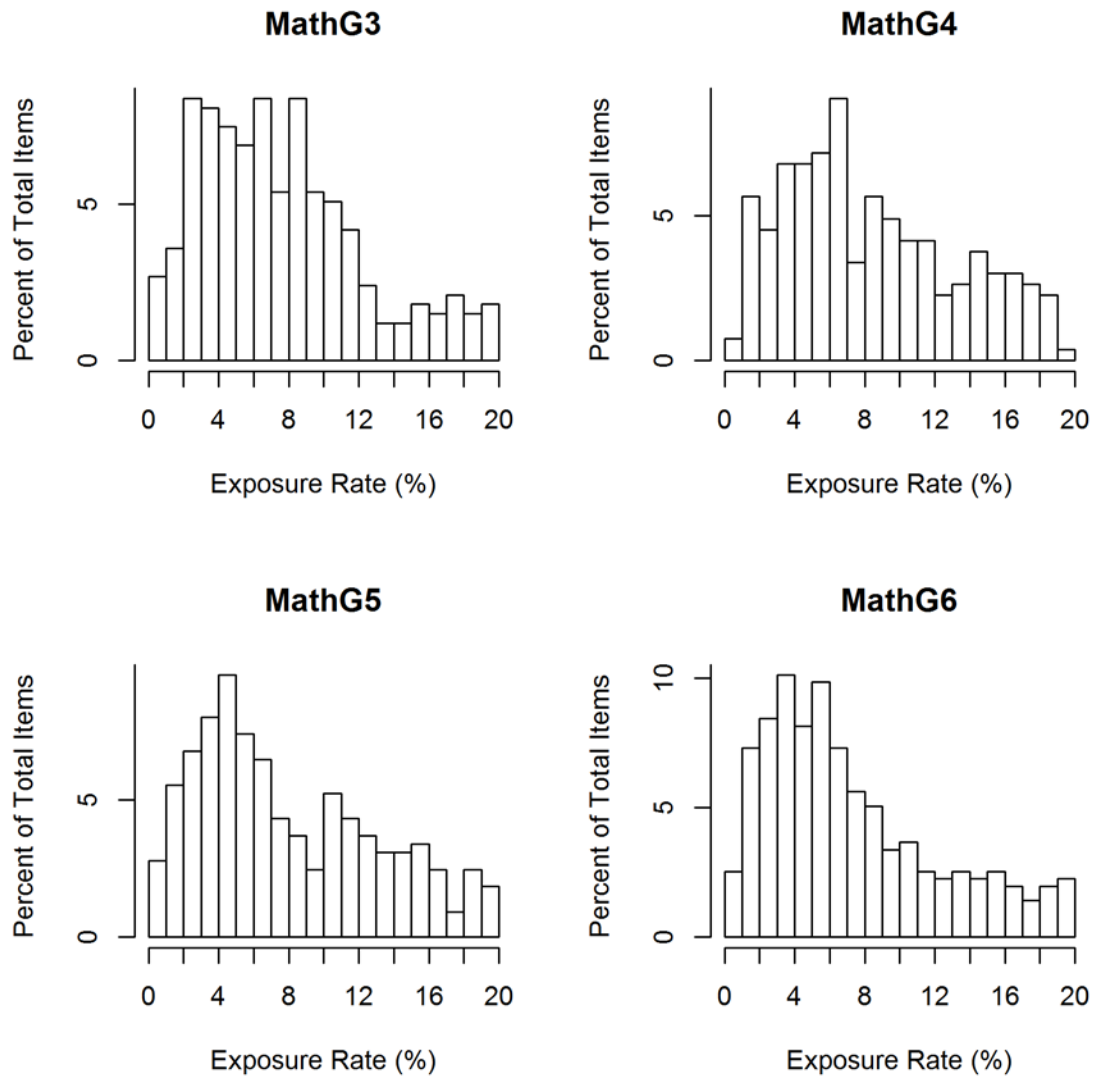 MathG3
Percent of Total Items
5
0
0 4 8 12 16 20
Exposure Rate (%)
MathG4
Percent of Total Items
5
0
0 4 8 12 16 20
Exposure Rate (%)
MathG5
Percent of Total Items
5
0
0 4 8 12 16 20
Exposure Rate (%)
MathG6
Percent of Total Items
10
5
0
0 4 8 12 16 20
Exposure Rate (%)